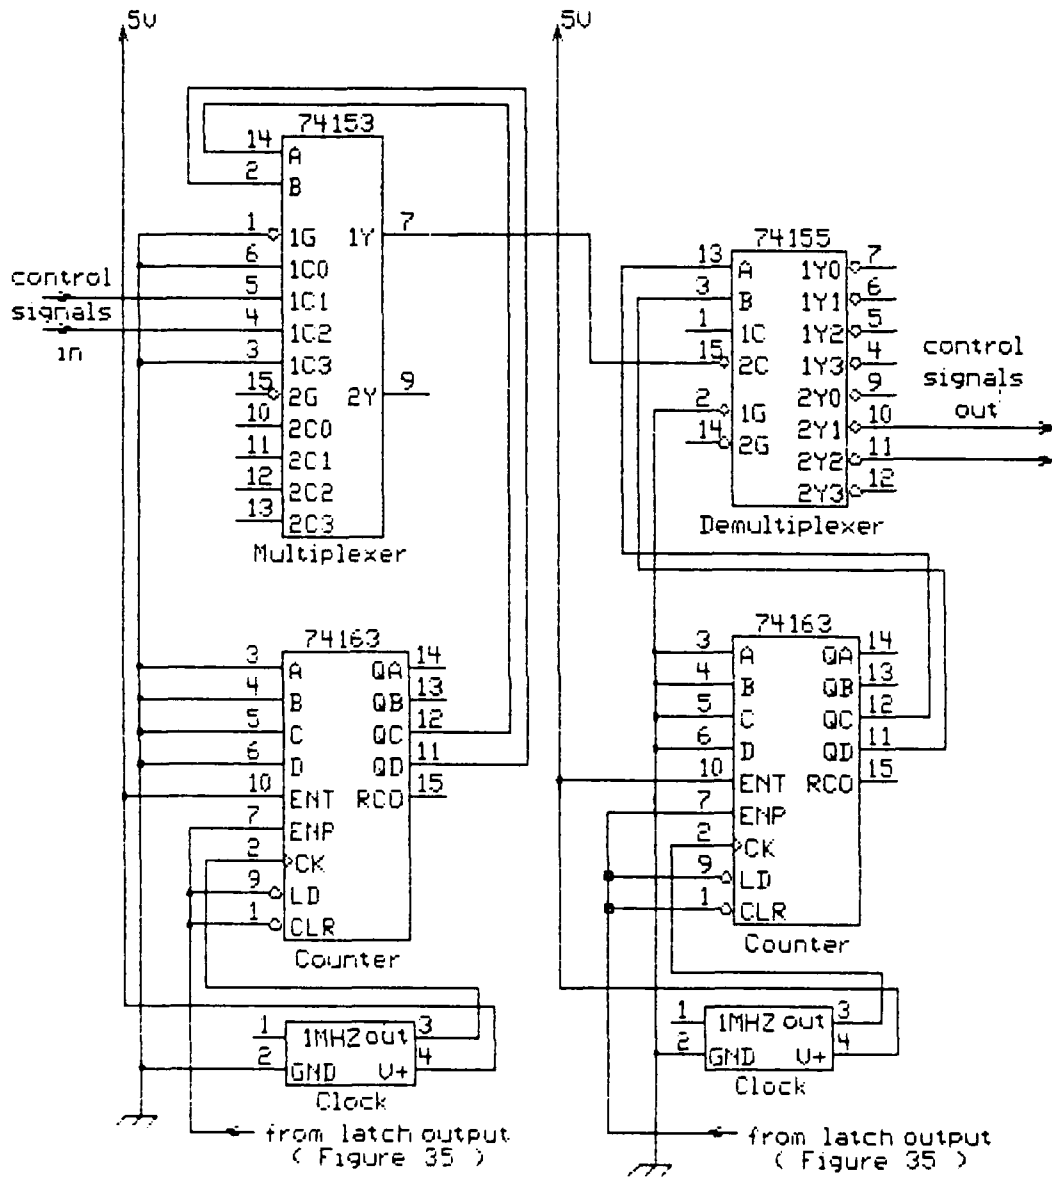 5V
5V
74153
14 A
2 B
1 1G 1Y 7
6 1C0
5 1C1
4 1C2
3 1C3
15 2G 2Y 9
10 2C0
11 2C1
12 2C2
13 2C3
Multiplexer
control
signals
in
74155
13 A 1Y0 7
3 B 1Y1 6
1 1C 1Y2 5
15 2C 1Y3 4
2Y0 9
2 1G 2Y1 10
14 2G 2Y2 11
2Y3 12
Demultiplexer
control
signals
out
74163
3 A QA 14
4 B QB 13
5 C QC 12
6 D QD 11
10 ENT RCO 15
7 ENP
2 CK
9 LD
1 CLR
Counter
74163
3 A QA 14
4 B QB 13
5 C QC 12
6 D QD 11
10 ENT RCO 15
7 ENP
2 CK
9 LD
1 CLR
Counter
1 1MHZ out 3
2 GND V+ 4
Clock
1 1MHZ out 3
2 GND V+ 4
Clock
from latch output
( Figure 35 )
from latch output
( Figure 35 )